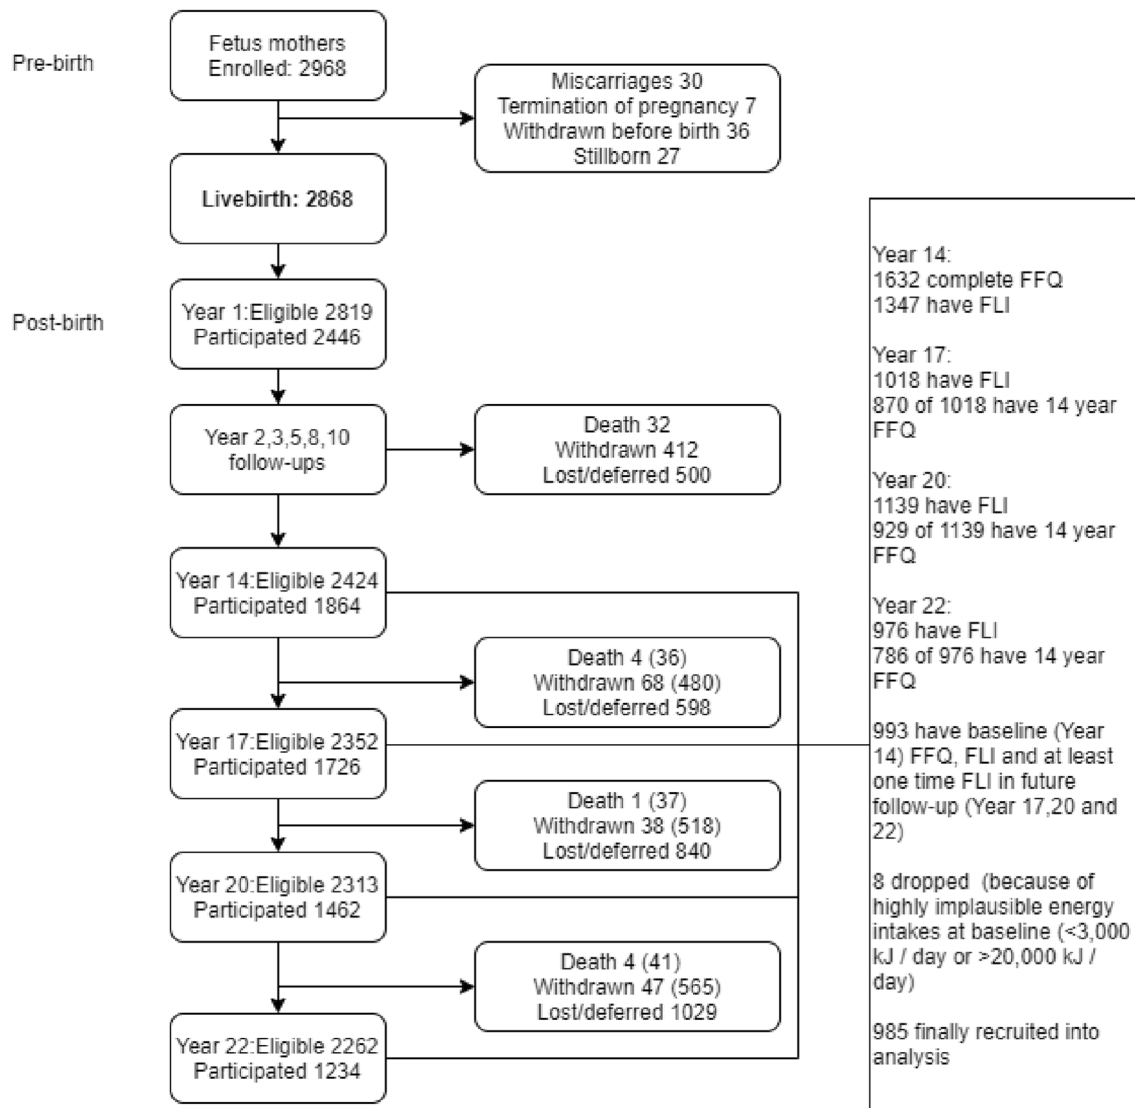 Pre-birth
Fetus mothers
Enrolled: 2968
Miscarriages 30
Termination of pregnancy 7
Withdrawn before birth 36
Stillborn 27
Livebirth: 2868
Post-birth
Year 1:Eligible 2819
Participated 2446
Year 2,3,5,8,10
follow-ups
Death 32
Withdrawn 412
Lost/deferred 500
Year 14:Eligible 2424
Participated 1864
Death 4 (36)
Withdrawn 68 (480)
Lost/deferred 598
Year 17:Eligible 2352
Participated 1726
Death 1 (37)
Withdrawn 38 (518)
Lost/deferred 840
Year 20:Eligible 2313
Participated 1462
Death 4 (41)
Withdrawn 47 (565)
Lost/deferred 1029
Year 22:Eligible 2262
Participated 1234
Year 14:
1632 complete FFQ
1347 have FLI
Year 17:
1018 have FLI
870 of 1018 have 14 year
FFQ
Year 20:
1139 have FLI
929 of 1139 have 14 year
FFQ
Year 22:
976 have FLI
786 of 976 have 14 year
FFQ
993 have baseline (Year
14) FFQ, FLI and at least
one time FLI in future
follow-up (Year 17,20 and
22)
8 dropped  (because of
highly implausible energy
intakes at baseline (<3,000
kJ / day or >20,000 kJ /
day)
985 finally recruited into
analysis